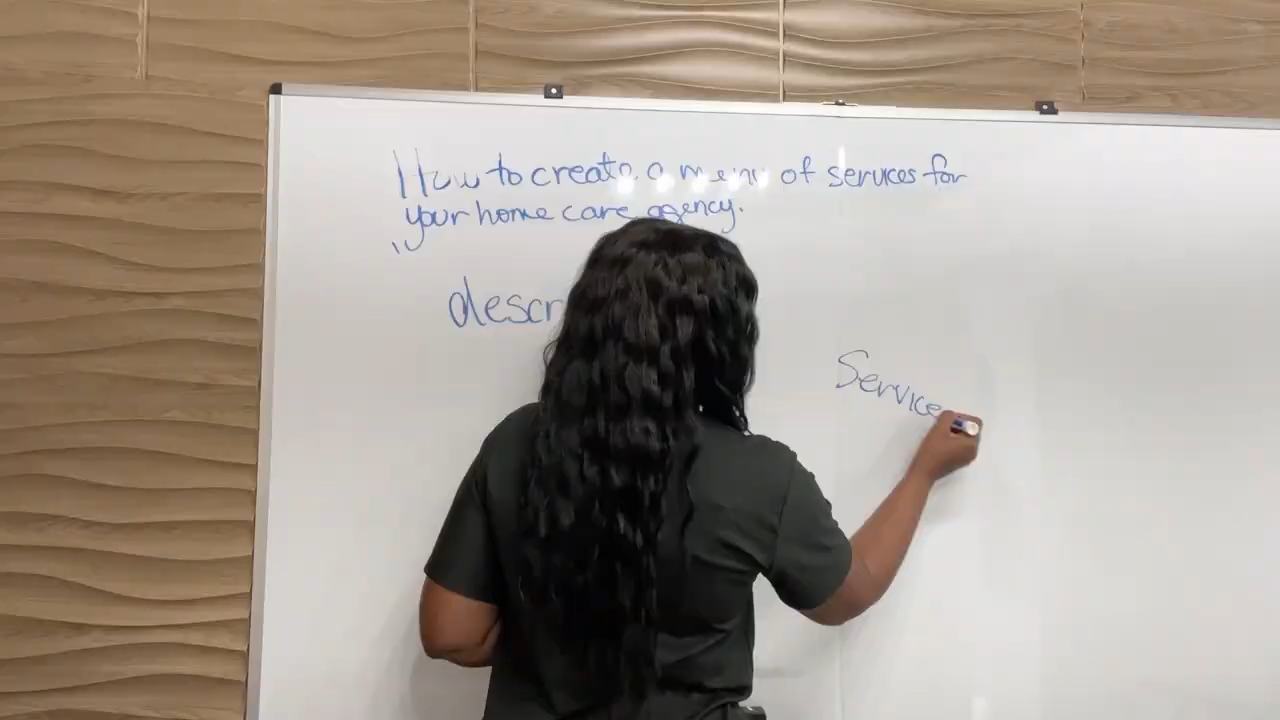 How to create a menu of services for
your home care agency.
descr
Service